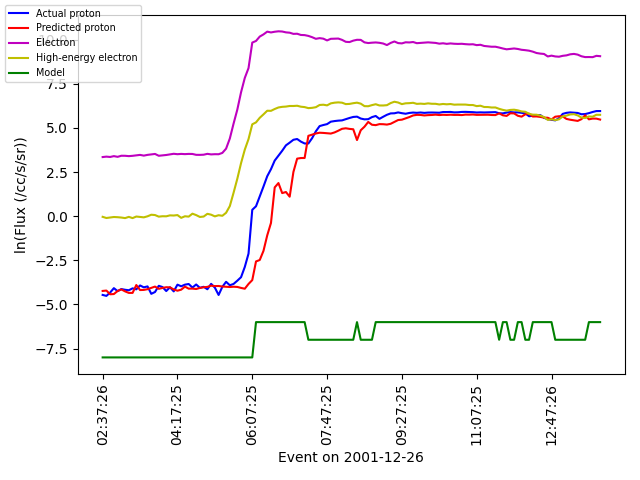 Actual proton
Predicted proton
Electron
High-energy electron
Model
10.0
7.5
5.0
2.5
0.0
−2.5
−5.0
−7.5
ln(Flux (/cc/s/sr))
02:37:26
04:17:25
06:07:25
07:47:25
09:27:25
11:07:25
12:47:26
Event on 2001-12-26